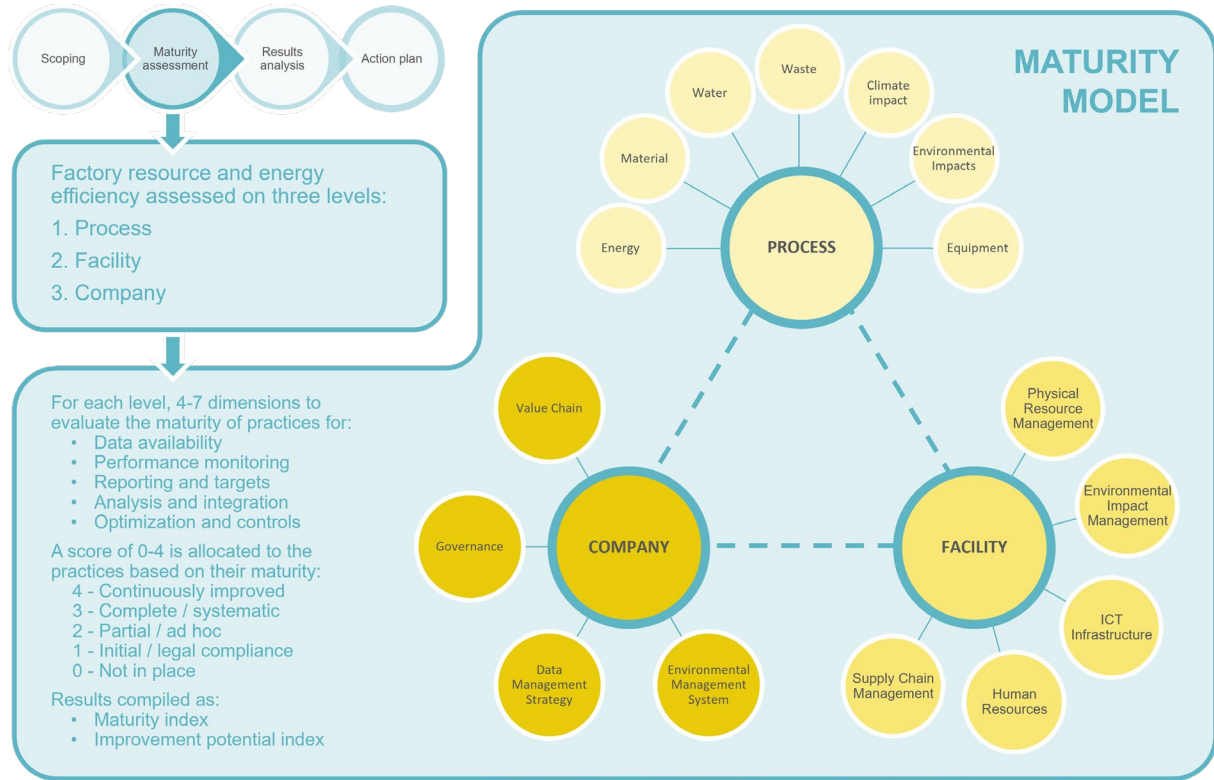 Scoping
Maturity
assessment
Results
analysis
Action plan
Factory resource and energy
efficiency assessed on three levels:
1. Process
2. Facility
3. Company
For each level, 4-7 dimensions to
evaluate the maturity of practices for:
• Data availability
• Performance monitoring
• Reporting and targets
• Analysis and integration
• Optimization and controls
A score of 0-4 is allocated to the
practices based on their maturity:
4 - Continuously improved
3 - Complete / systematic
2 - Partial / ad hoc
1 - Initial / legal compliance
0 - Not in place
Results compiled as:
• Maturity index
• Improvement potential index
MATURITY
MODEL
Energy
Material
Water
Waste
Climate
impact
Environmental
Impacts
Equipment
PROCESS
Value Chain
Governance
Data
Management
Strategy
Environmental
Management
System
COMPANY
Physical
Resource
Management
Environmental
Impact
Management
ICT
Infrastructure
Human
Resources
Supply Chain
Management
FACILITY